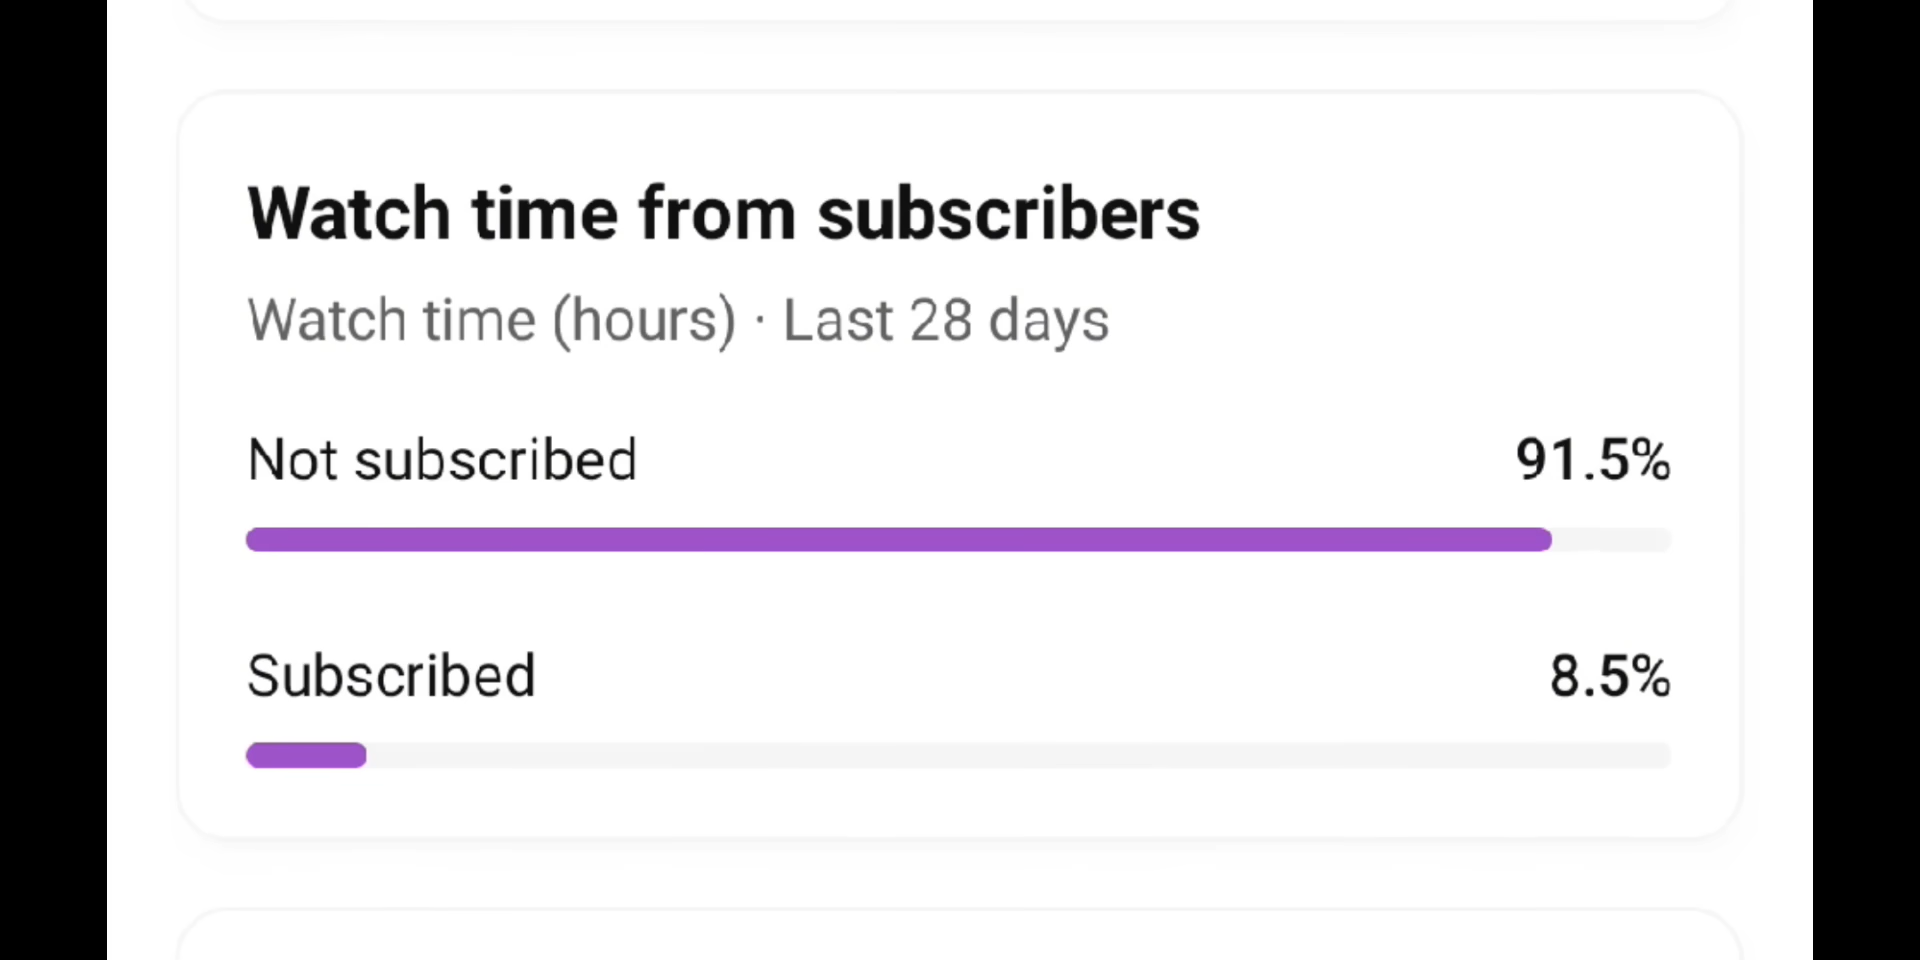 Watch time from subscribers
Watch time (hours) · Last 28 days
Not subscribed 91.5%
Subscribed 8.5%